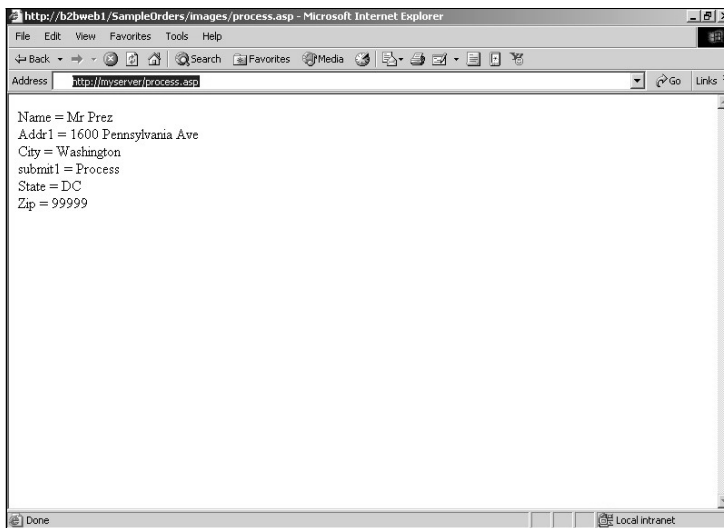 http://b2bweb1/SampleOrders/images/process.asp - Microsoft Internet Explorer
File Edit View Favorites Tools Help
Back Search Favorites Media
Address http://myserver/process.asp Go Links
Name = Mr Prez
Addr1 = 1600 Pennsylvania Ave
City = Washington
submit1 = Process
State = DC
Zip = 99999
Done Local intranet